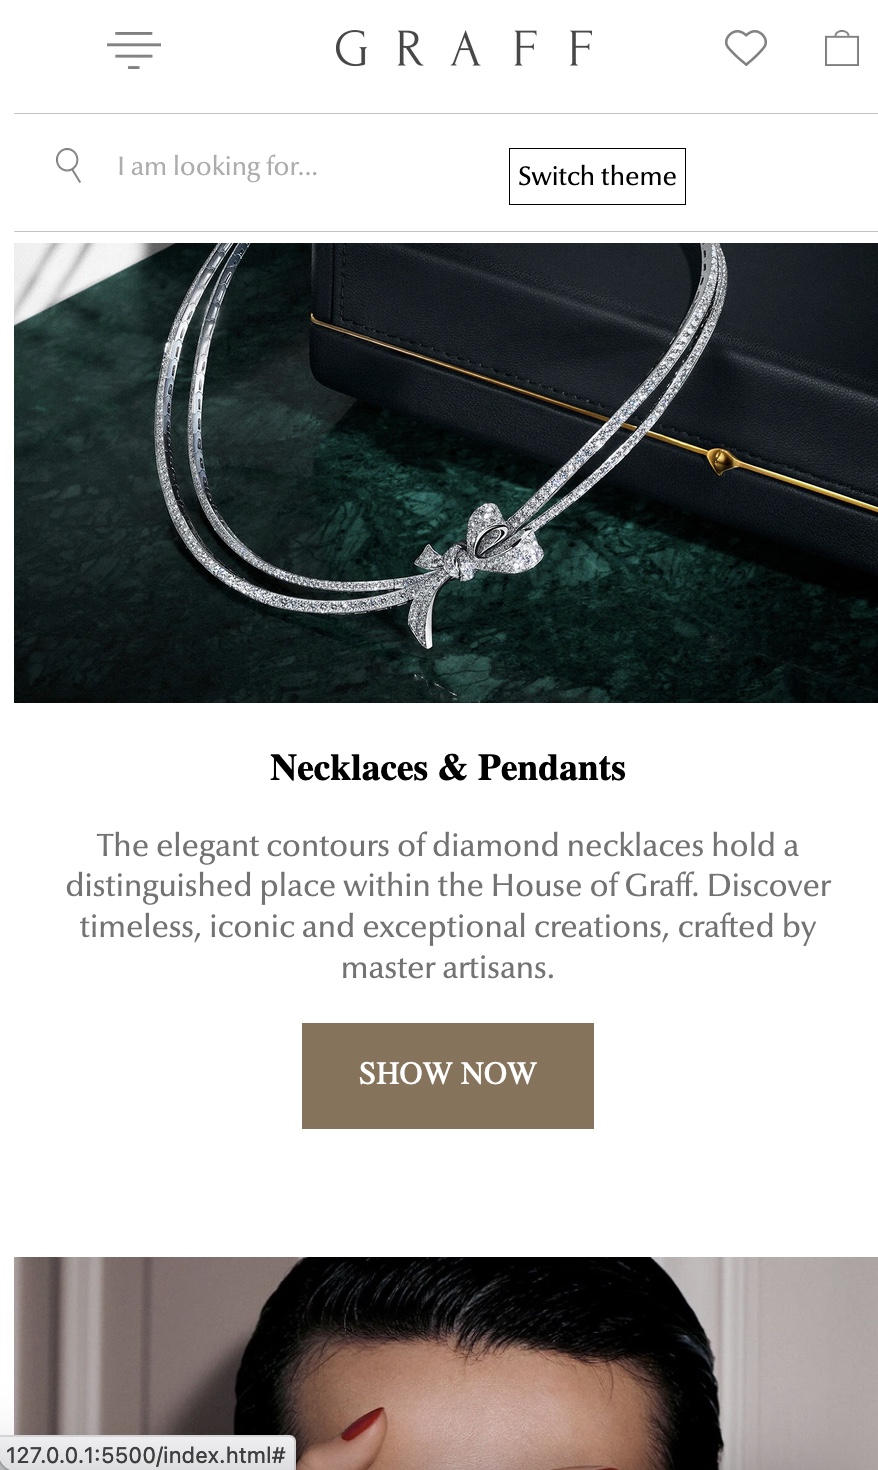 GRAFF
I am looking for...
Switch theme
Necklaces & Pendants
The elegant contours of diamond necklaces hold a
distinguished place within the House of Graff. Discover
timeless, iconic and exceptional creations, crafted by
master artisans.
SHOW NOW
127.0.0.1:5500/index.html#